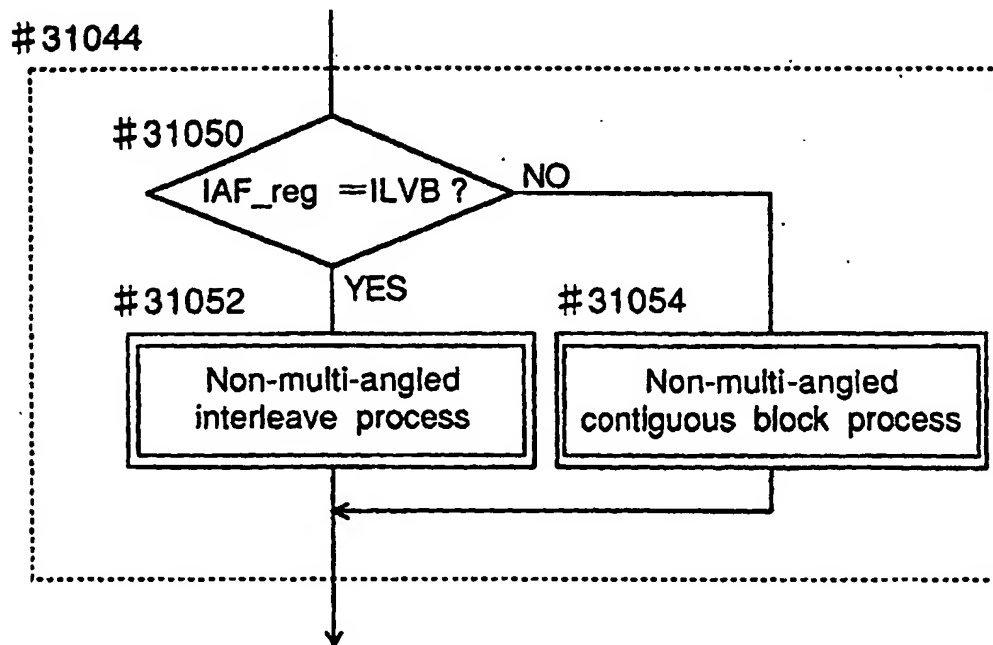 #31044
#31050
IAF_reg =ILVB ?
NO
YES
#31052
#31054
Non-multi-angled
interleave process
Non-multi-angled
contiguous block process